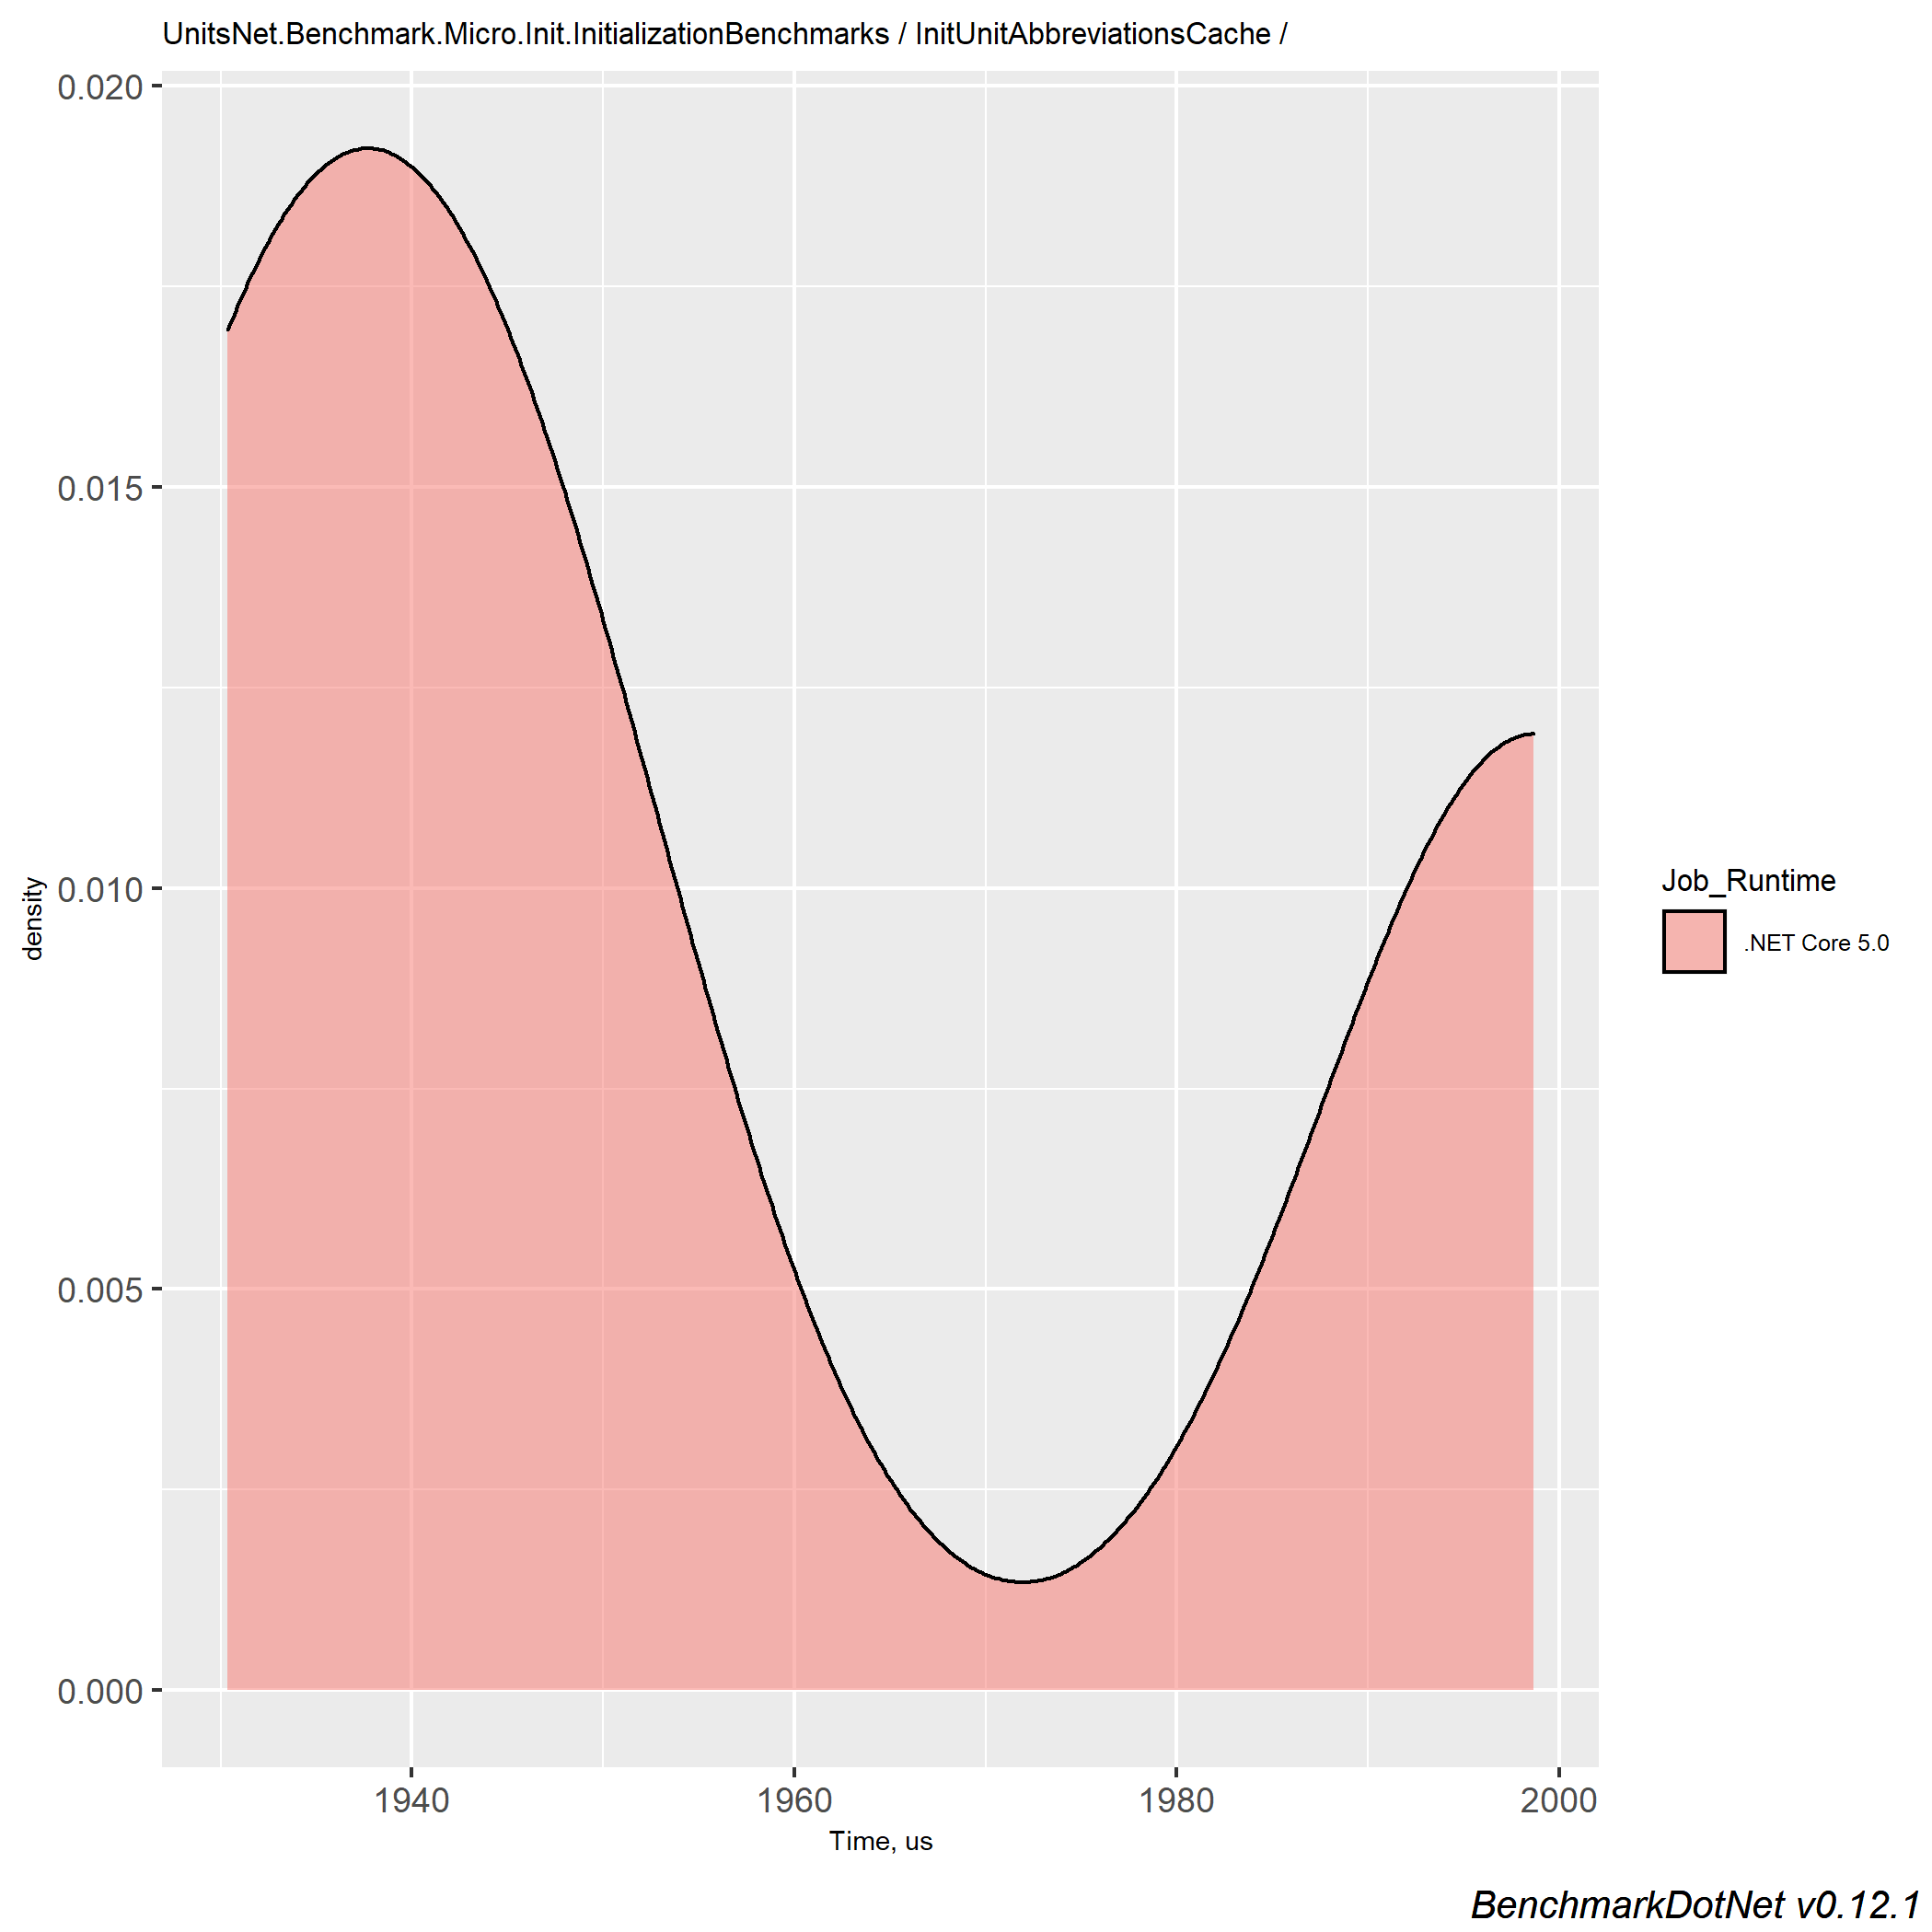 UnitsNet.Benchmark.Micro.Init.InitializationBenchmarks / InitUnitAbbreviationsCache /
0.020
0.015
0.010
0.005
0.000
density
1940 1960 1980 2000
Time, us
Job_Runtime
.NET Core 5.0
BenchmarkDotNet v0.12.1